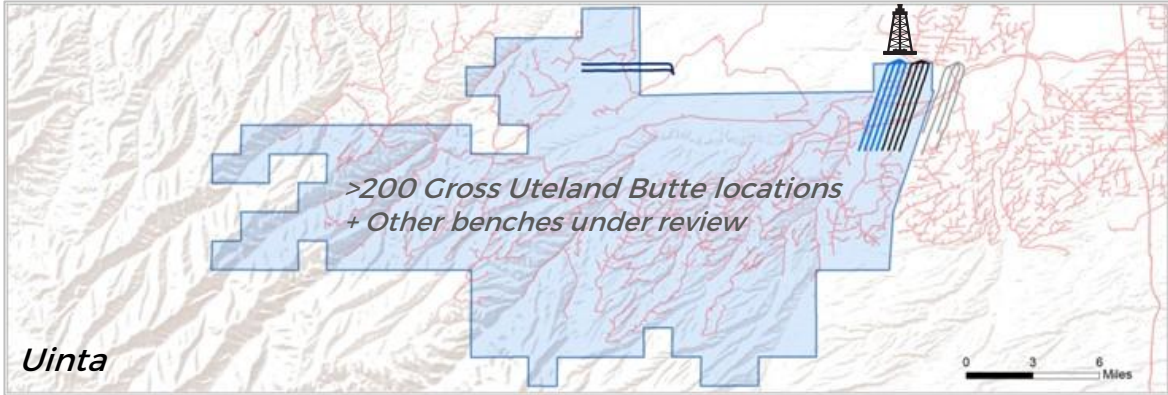 >200 Gross Uteland Butte locations
+ Other benches under review
Uinta
0 3 6
Miles